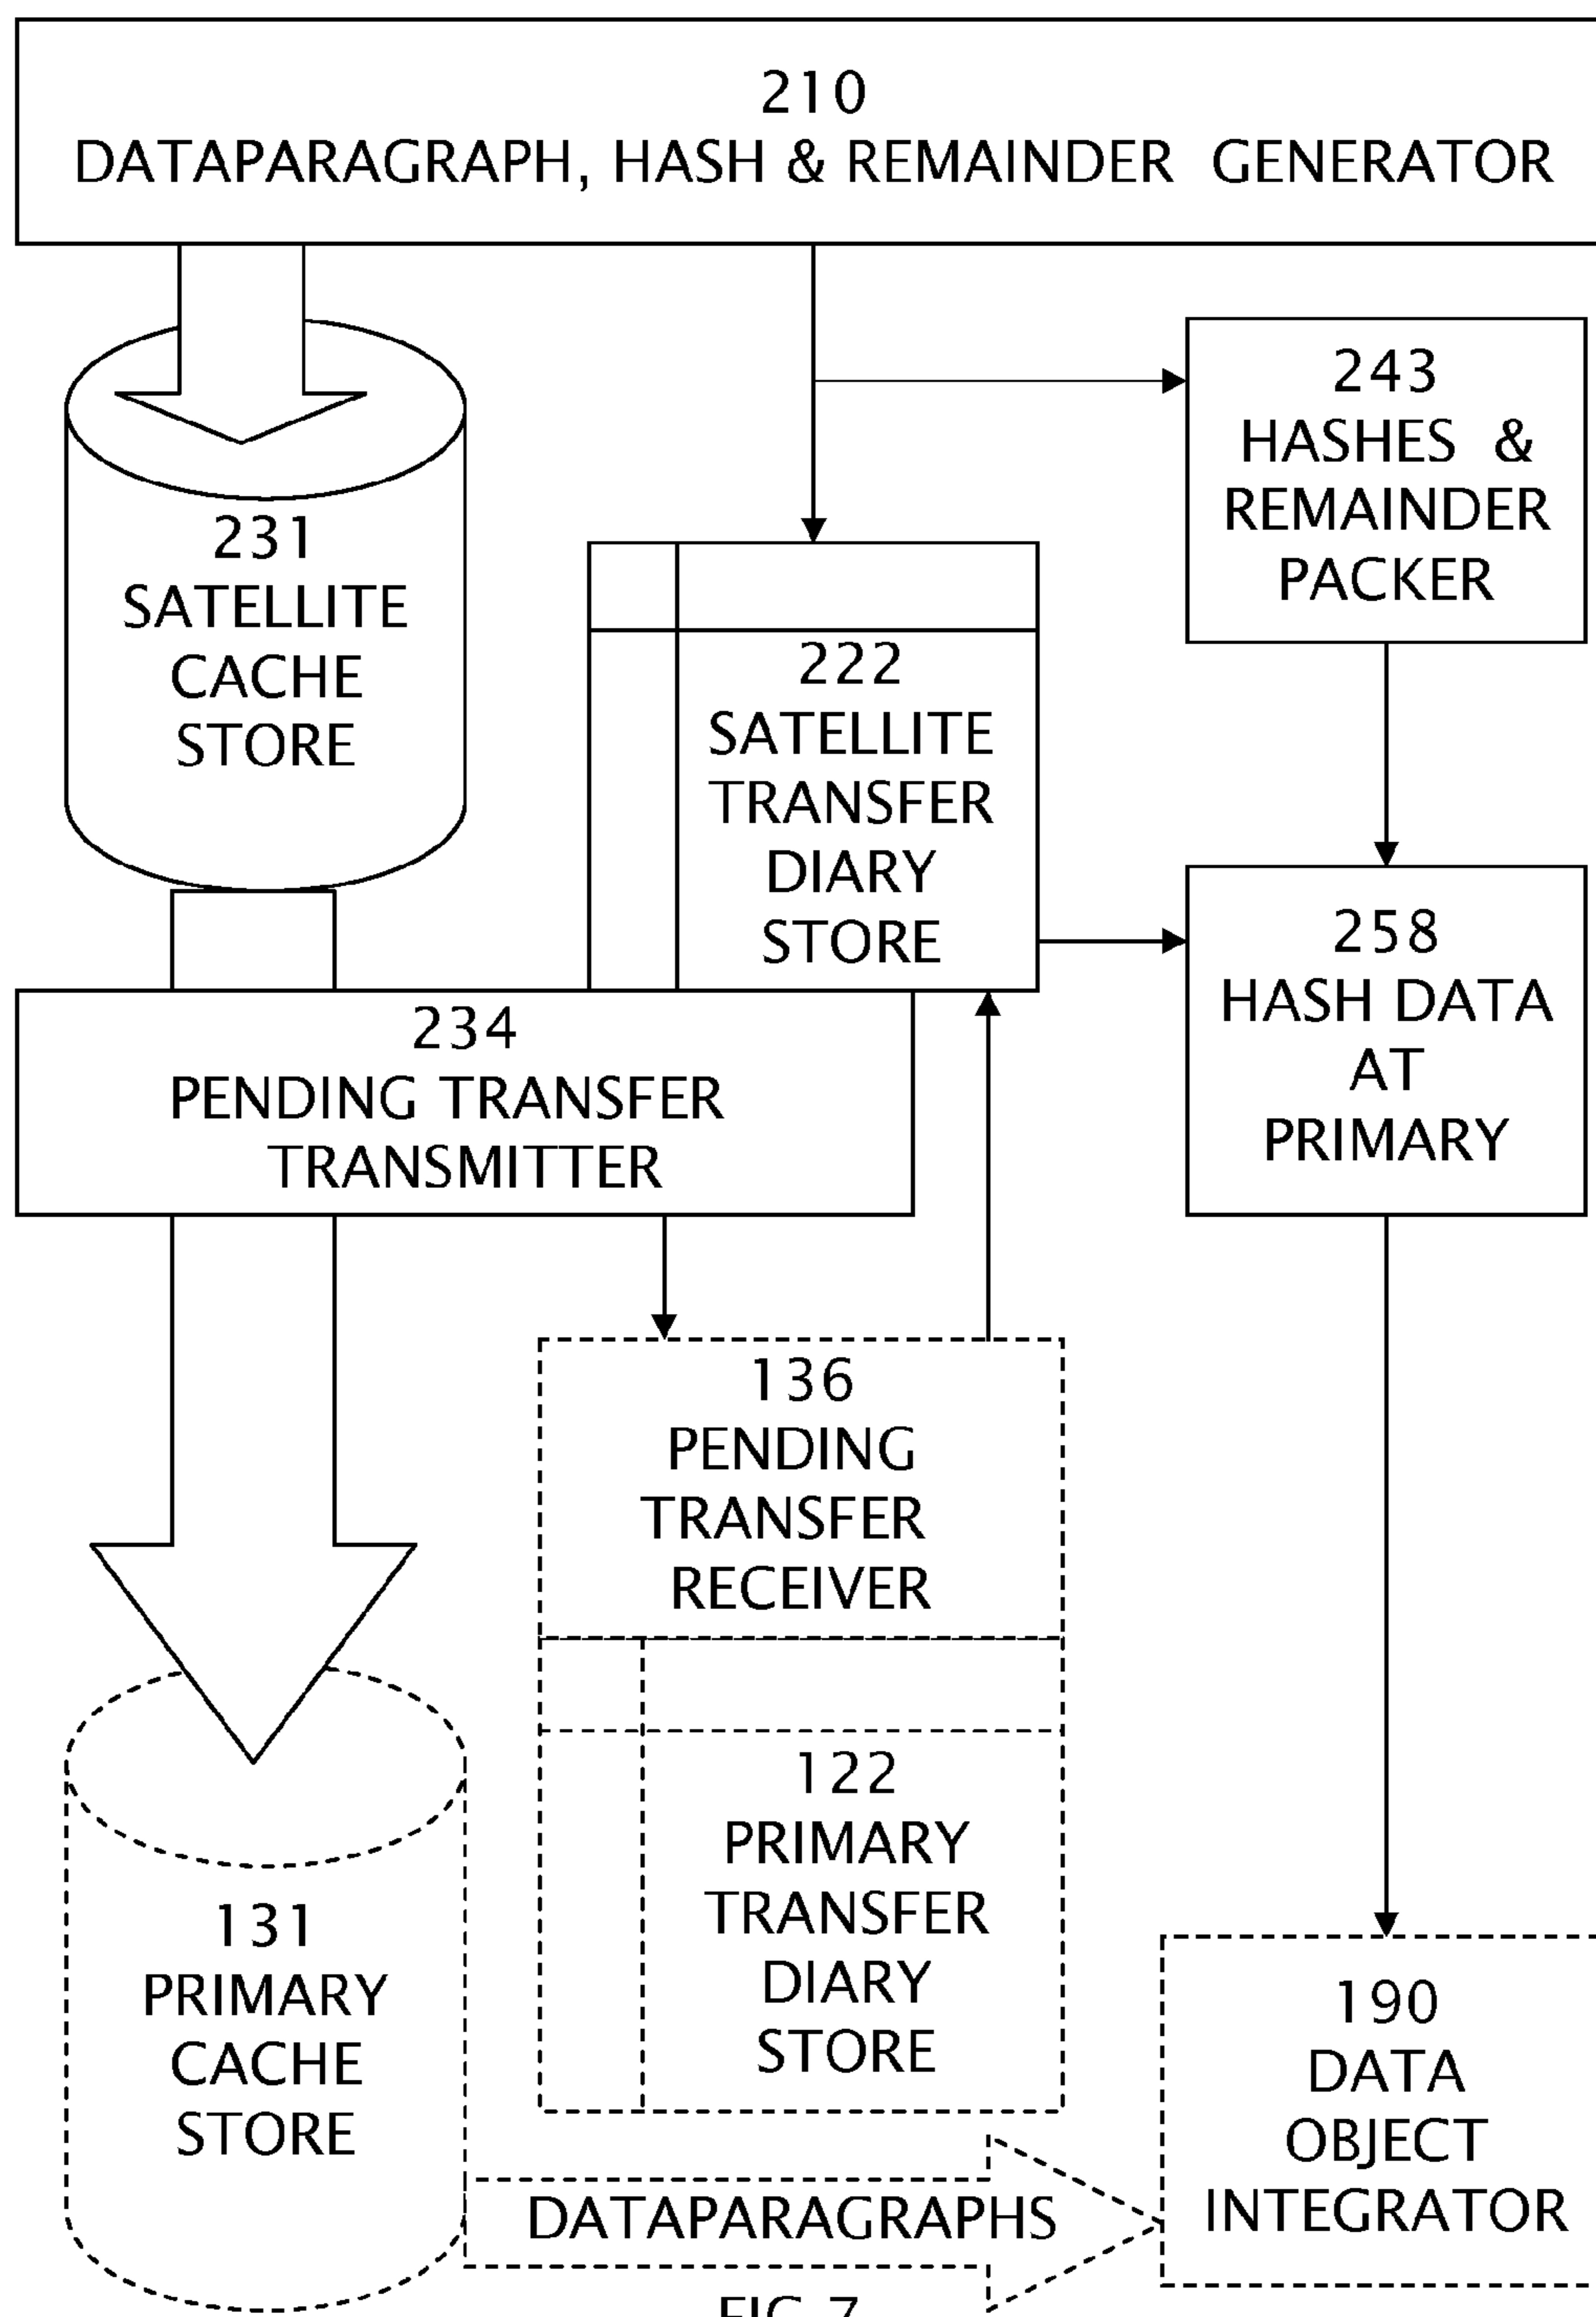 210
DATAPARAGRAPH, HASH & REMAINDER GENERATOR
243
HASHES &
REMAINDER
PACKER
231
SATELLITE
CACHE
STORE
222
SATELLITE
TRANSFER
DIARY
STORE
258
HASH DATA
AT
PRIMARY
234
PENDING TRANSFER
TRANSMITTER
136
PENDING
TRANSFER
RECEIVER
122
PRIMARY
TRANSFER
DIARY
STORE
131
PRIMARY
CACHE
STORE
190
DATA
OBJECT
INTEGRATOR
DATAPARAGRAPHS
FIG 7